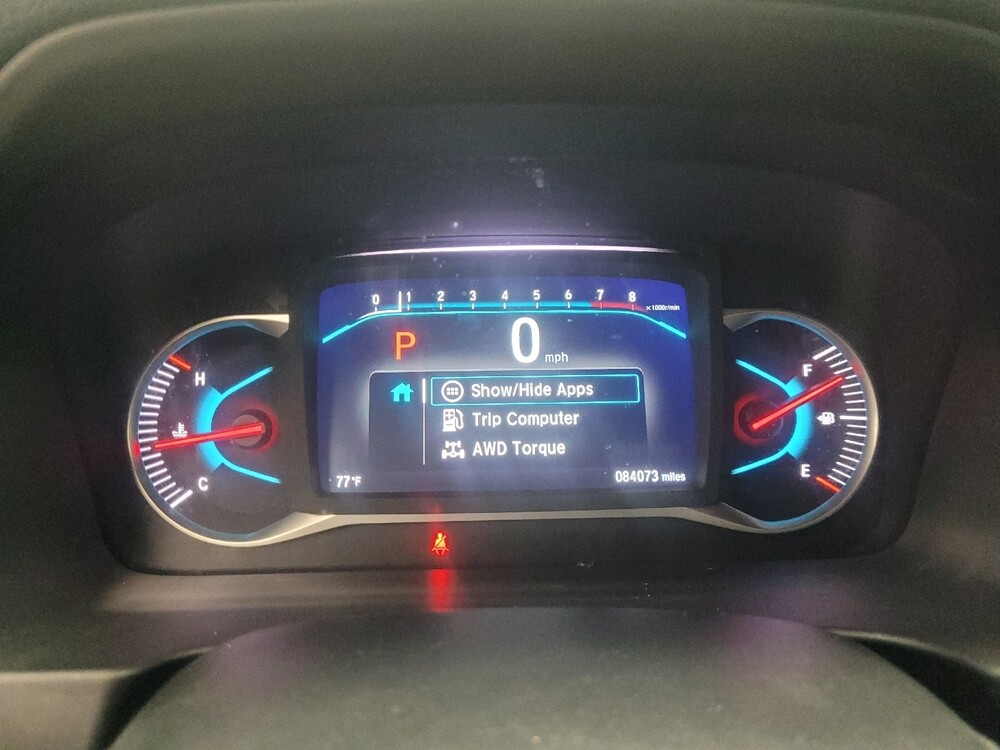 0 1 2 3 4 5 6 7 8 ×1000r/min
P 0 mph
H
C
Show/Hide Apps
Trip Computer
AWD Torque
77°F
084073 miles
F
E